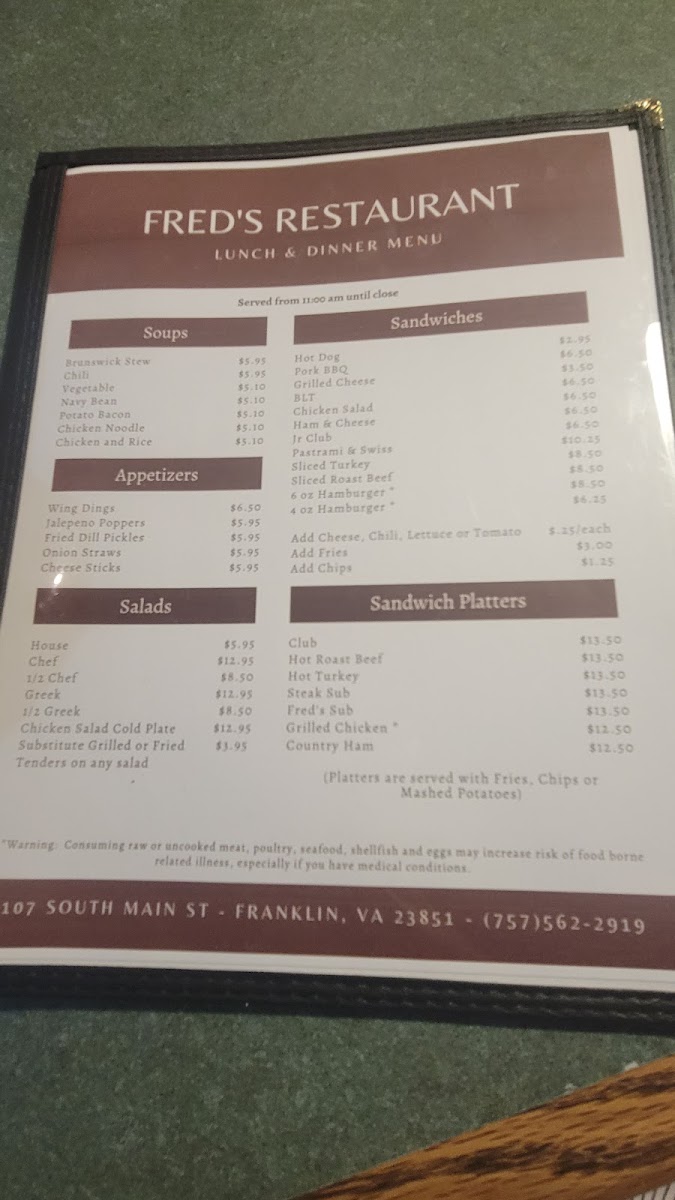 FRED'S RESTAURANT
LUNCH & DINNER MENU
Served from 11:00 am until close
Soups
Brunswick Stew $5.95
Chili $5.95
Vegetable $5.10
Navy Bean $5.10
Potato Bacon $5.10
Chicken Noodle $5.10
Chicken and Rice $5.10
Appetizers
Wing Dings $6.50
Jalepeno Poppers $5.95
Fried Dill Pickles $5.95
Onion Straws $5.95
Cheese Sticks $5.95
Salads
House $5.95
Chef $12.95
1/2 Chef $8.50
Greek $12.95
1/2 Greek $8.50
Chicken Salad Cold Plate $12.95
Substitute Grilled or Fried $3.95
Tenders on any salad
Sandwiches
Hot Dog $2.95
Pork BBQ $6.50
Grilled Cheese $3.50
BLT $6.50
Chicken Salad $6.50
Ham & Cheese $6.50
Jr Club $6.50
Pastrami & Swiss $10.25
Sliced Turkey $8.50
Sliced Roast Beef $8.50
6 oz Hamburger * $8.50
4 oz Hamburger * $6.25
Add Cheese, Chili, Lettuce or Tomato $.25/each
Add Fries $3.00
Add Chips $1.25
Sandwich Platters
Club $13.50
Hot Roast Beef $13.50
Hot Turkey $13.50
Steak Sub $13.50
Fred's Sub $13.50
Grilled Chicken * $12.50
Country Ham $12.50
(Platters are served with Fries, Chips or
Mashed Potatoes)
*Warning: Consuming raw or uncooked meat, poultry, seafood, shellfish and eggs may increase risk of food borne
related illness, especially if you have medical conditions.
107 SOUTH MAIN ST - FRANKLIN, VA 23851 - (757)562-2919